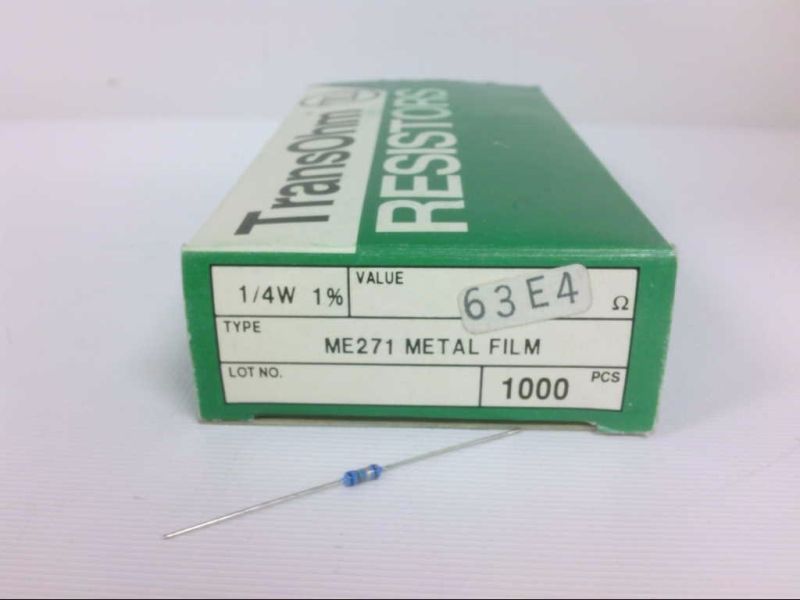 TransOhm
RESISTORS
1/4W 1%
VALUE
63E4
Ω
TYPE
ME271 METAL FILM
LOT NO.
1000
PCS